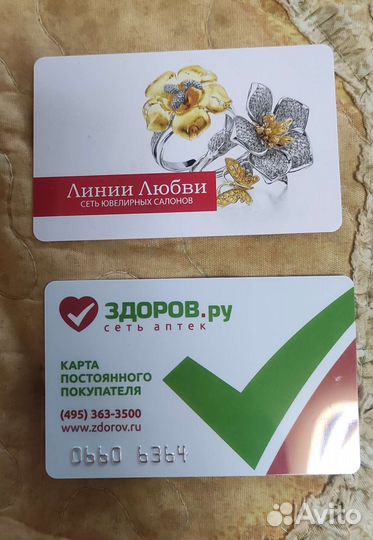 Линии Любви
СЕТЬ ЮВЕЛИРНЫХ САЛОНОВ
ЗДОРОВ.ру
сеть аптек
КАРТА
ПОСТОЯННОГО
ПОКУПАТЕЛЯ
(495) 363-3500
www.zdorov.ru
0660 6364
Avito